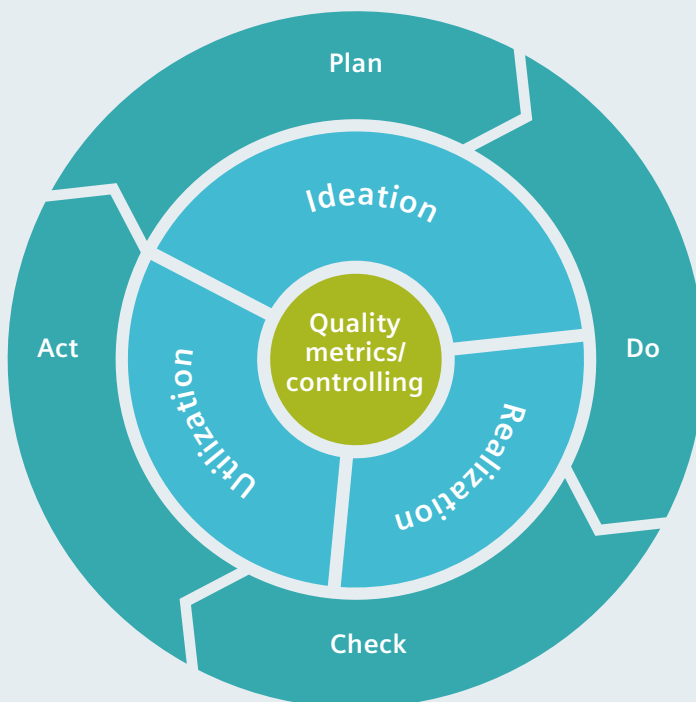 Plan
Ideation
Quality
metrics/
controlling
Act
Do
Utilization
Realization
Check